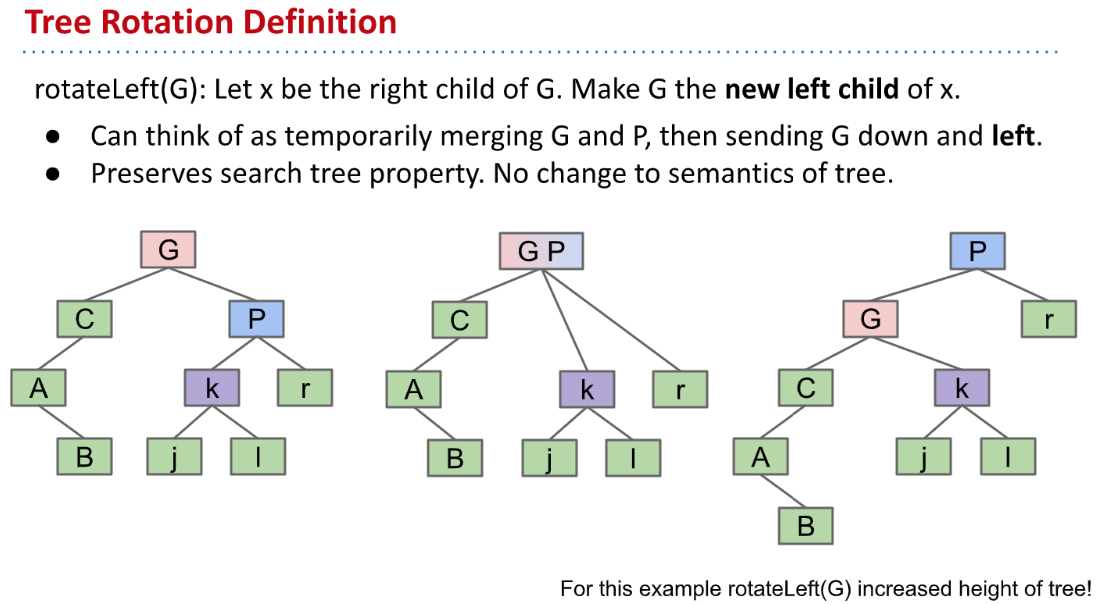 Tree Rotation Definition
rotateLeft(G): Let x be the right child of G. Make G the new left child of x.
● Can think of as temporarily merging G and P, then sending G down and left.
● Preserves search tree property. No change to semantics of tree.
G
C P
A k r
B j l
G P
C
A k r
B j l
P
G r
C k
A j l
B
For this example rotateLeft(G) increased height of tree!